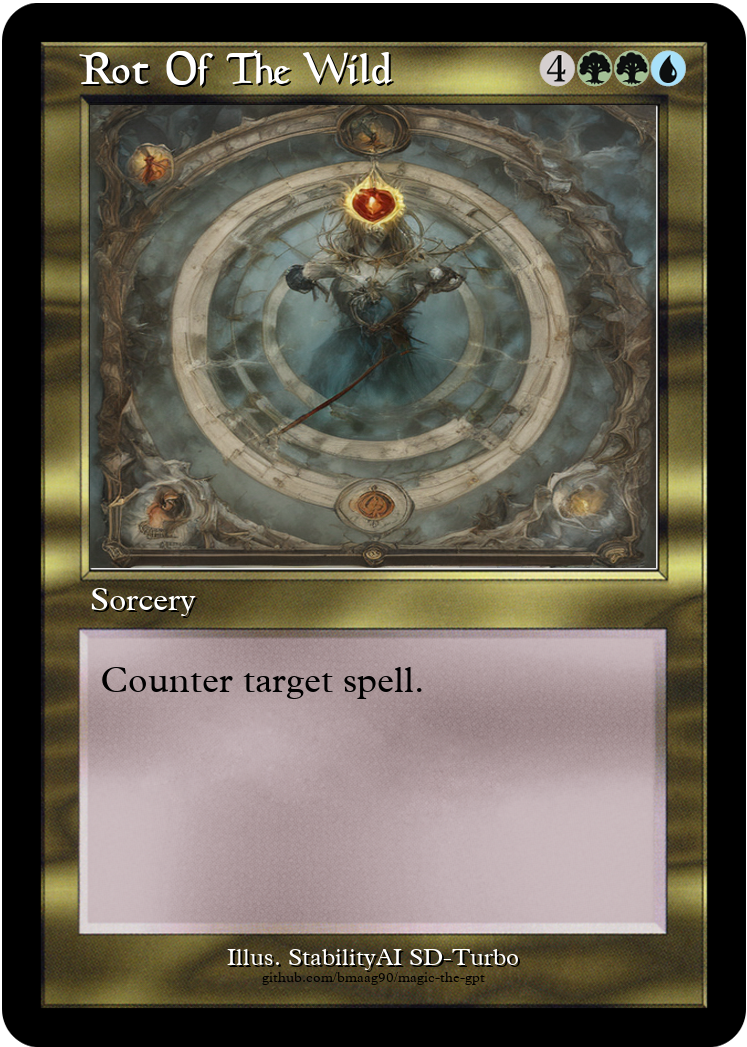 Rot Of The Wild 4
Sorcery
Counter target spell.
Illus. StabilityAI SD-Turbo
github.com/bmaag90/magic-the-gpt